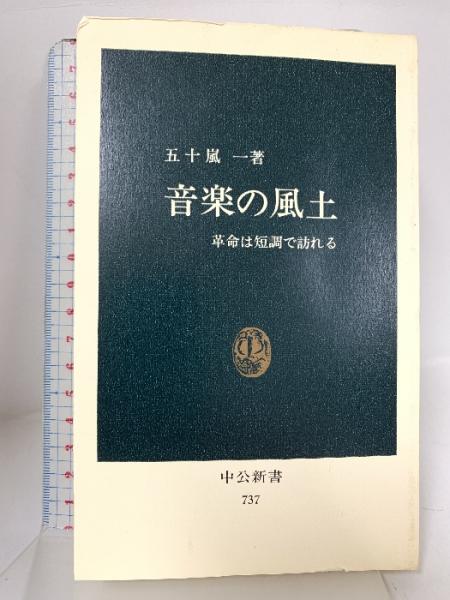 五十嵐 一著
音楽の風土
革命は短調で訪れる
中公新書
737